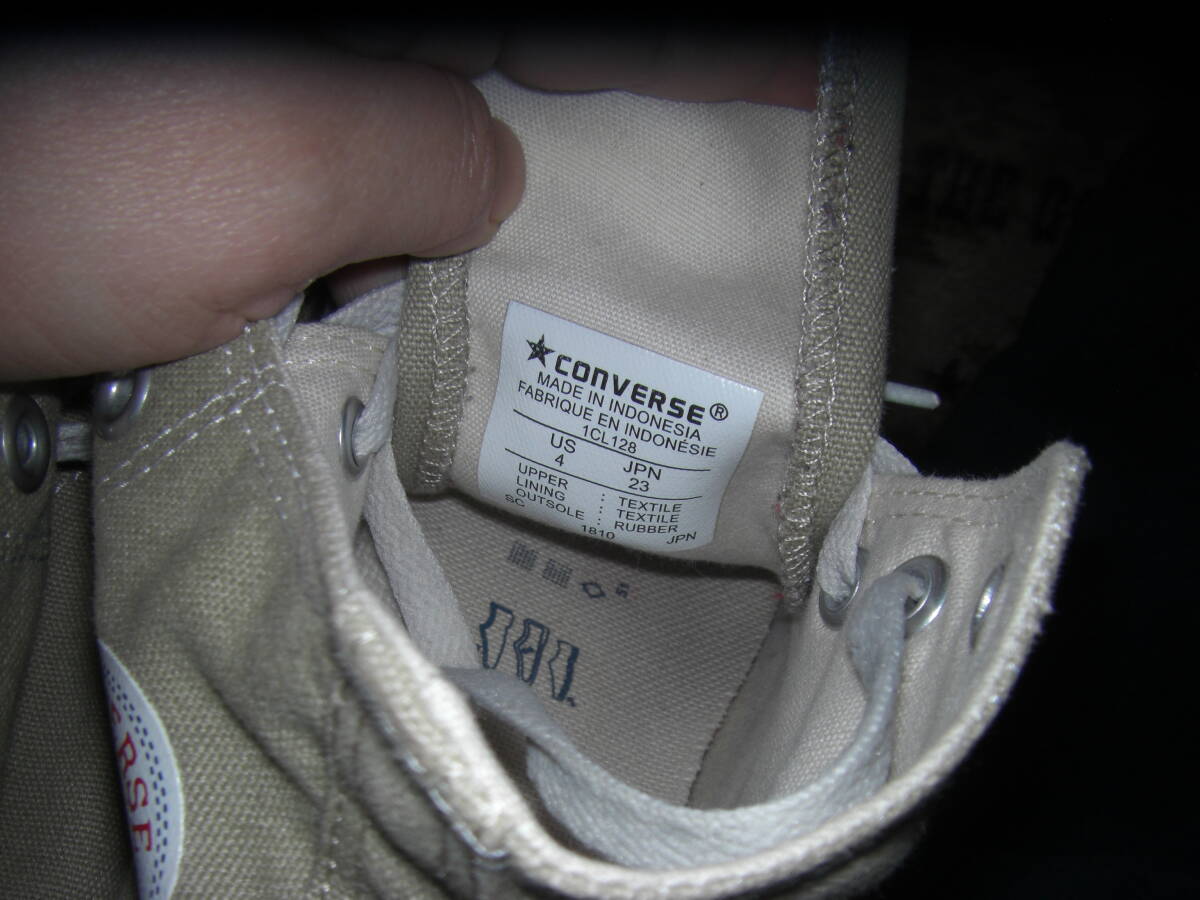 CONVERSE®
MADE IN INDONESIA
FABRIQUE EN INDONÉSIE
1CL128
US JPN
4 23
UPPER : TEXTILE
LINING : TEXTILE
OUTSOLE : RUBBER
SC 1810 JPN
ERSE